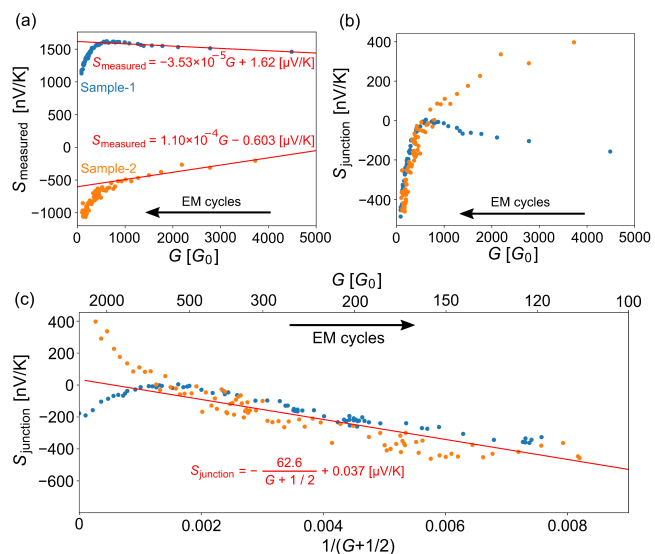 (a)
S_measured [nV/K]
1500
1000
500
0
−500
−1000
S_measured = −3.53×10^−5 G + 1.62 [μV/K]
Sample-1
S_measured = 1.10×10^−4 G − 0.603 [μV/K]
Sample-2
EM cycles
0 1000 2000 3000 4000 5000
G [G_0]
(b)
S_junction [nV/K]
400
200
0
−200
−400
EM cycles
0 1000 2000 3000 4000 5000
G [G_0]
(c)
G [G_0]
2000 500 300 200 150 120 100
EM cycles
S_junction [nV/K]
400
200
0
−200
−400
−600
S_junction = − 62.6 / G + 1/2 + 0.037 [μV/K]
0 0.002 0.004 0.006 0.008
1/(G+1/2)